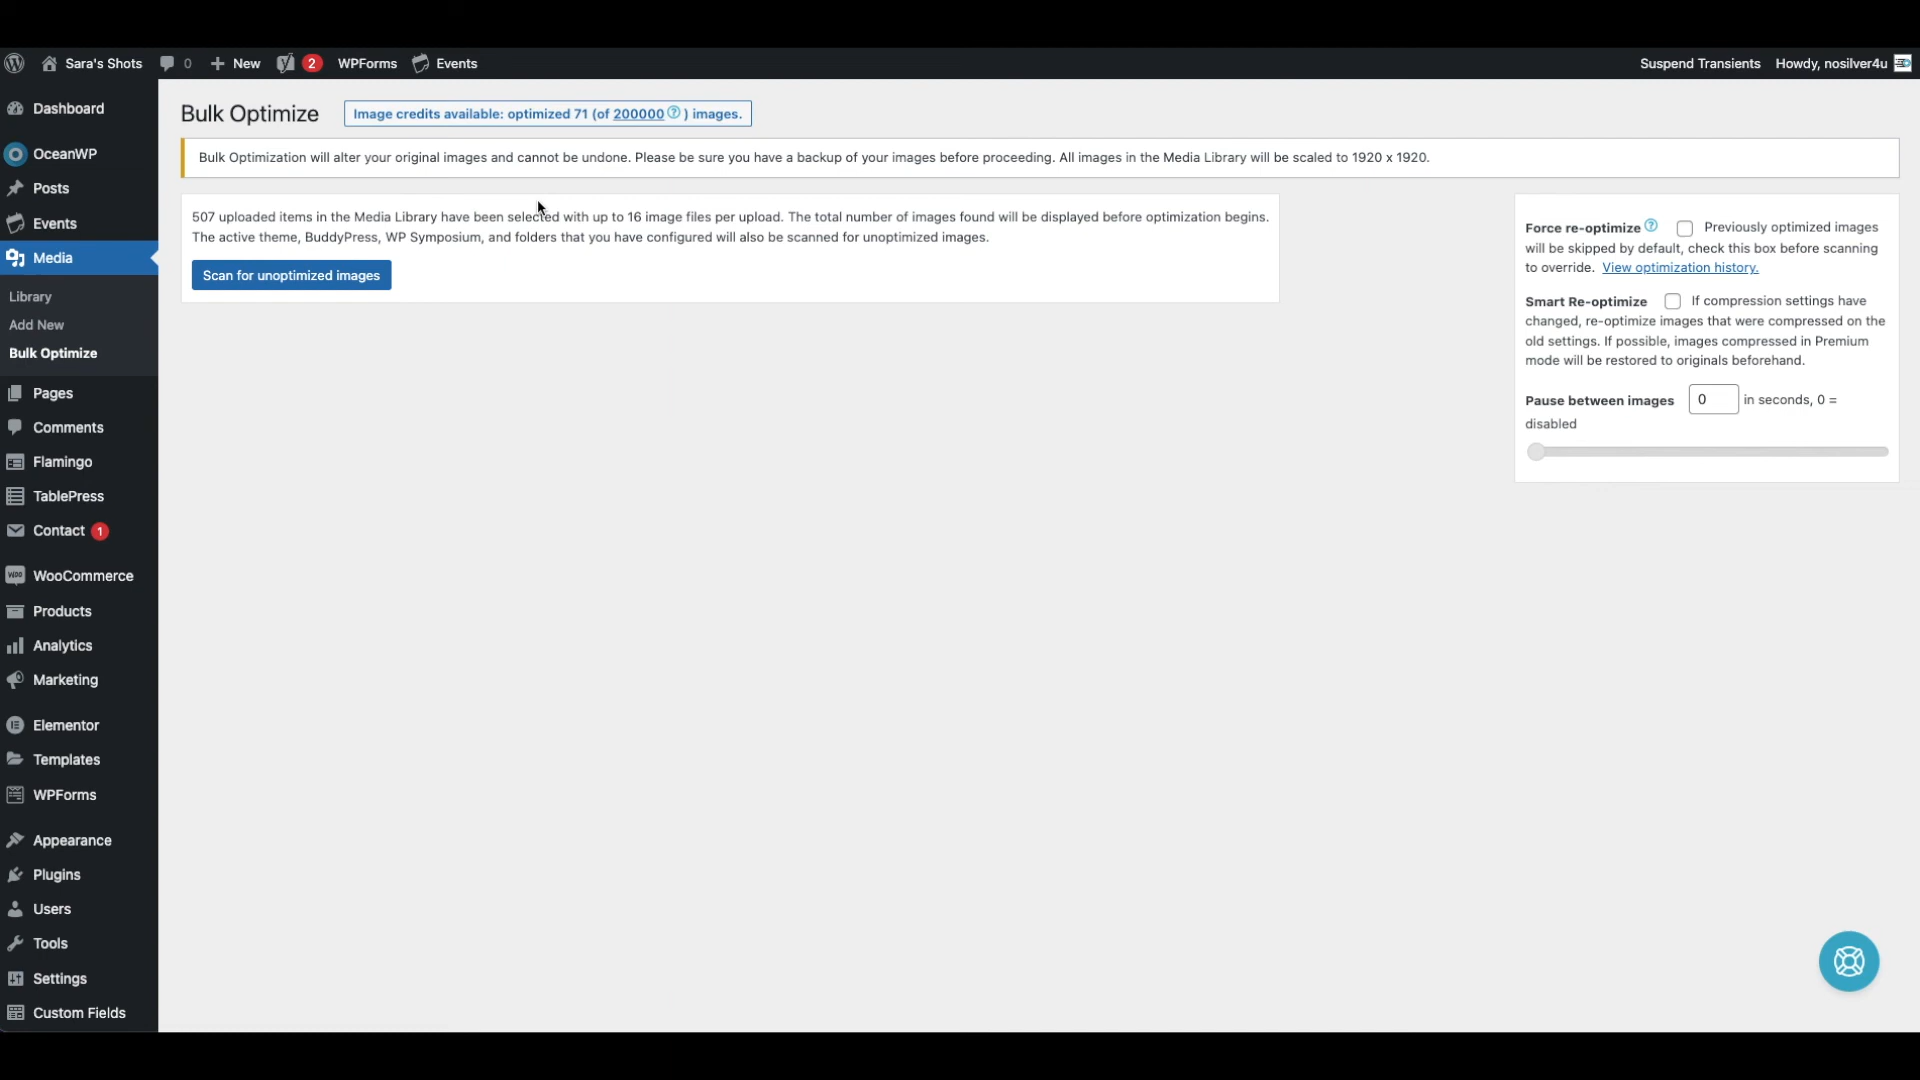 Sara's Shots
0
New
2
WPForms
Events
Suspend Transients
Howdy, nosilver4u
Dashboard
OceanWP
Posts
Events
Media
Library
Add New
Bulk Optimize
Pages
Comments
Flamingo
TablePress
Contact 1
WooCommerce
Products
Analytics
Marketing
Elementor
Templates
WPForms
Appearance
Plugins
Users
Tools
Settings
Custom Fields
Bulk Optimize
Image credits available: optimized 71 (of 200000 ? ) images.
Bulk Optimization will alter your original images and cannot be undone. Please be sure you have a backup of your images before proceeding. All images in the Media Library will be scaled to 1920 x 1920.
507 uploaded items in the Media Library have been selected with up to 16 image files per upload. The total number of images found will be displayed before optimization begins.
The active theme, BuddyPress, WP Symposium, and folders that you have configured will also be scanned for unoptimized images.
Scan for unoptimized images
Force re-optimize ? Previously optimized images
will be skipped by default, check this box before scanning
to override. View optimization history.
Smart Re-optimize If compression settings have
changed, re-optimize images that were compressed on the
old settings. If possible, images compressed in Premium
mode will be restored to originals beforehand.
Pause between images 0 in seconds, 0 =
disabled